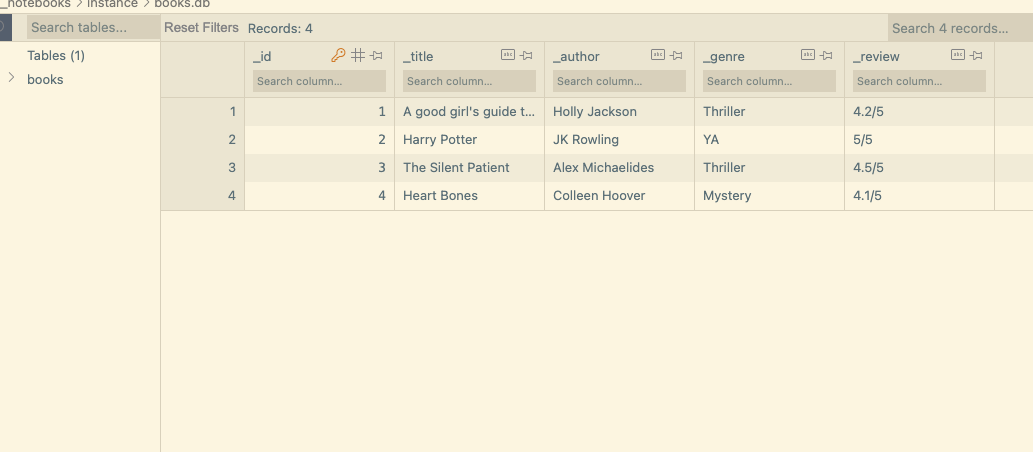 _notebooks > instance > books.db
Search tables...
Reset Filters Records: 4
Search 4 records...
Tables (1)
books
_id _title _author _genre _review
Search column... Search column... Search column... Search column... Search column...
1 1 A good girl's guide t... Holly Jackson Thriller 4.2/5
2 2 Harry Potter JK Rowling YA 5/5
3 3 The Silent Patient Alex Michaelides Thriller 4.5/5
4 4 Heart Bones Colleen Hoover Mystery 4.1/5